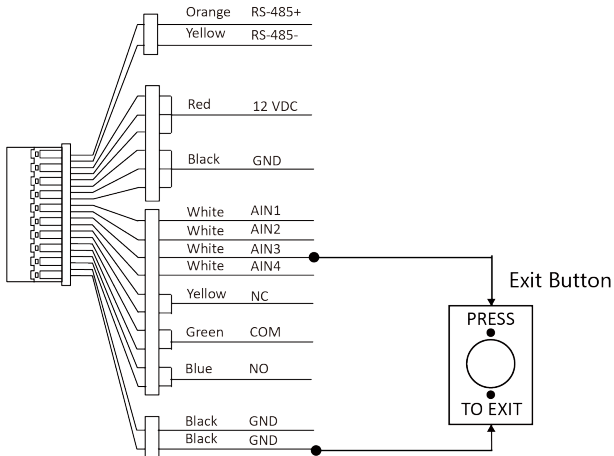 Orange RS-485+
Yellow RS-485-
Red 12 VDC
Black GND
White AIN1
White AIN2
White AIN3
White AIN4
Yellow NC
Green COM
Blue NO
Black GND
Black GND
Exit Button
PRESS
TO EXIT